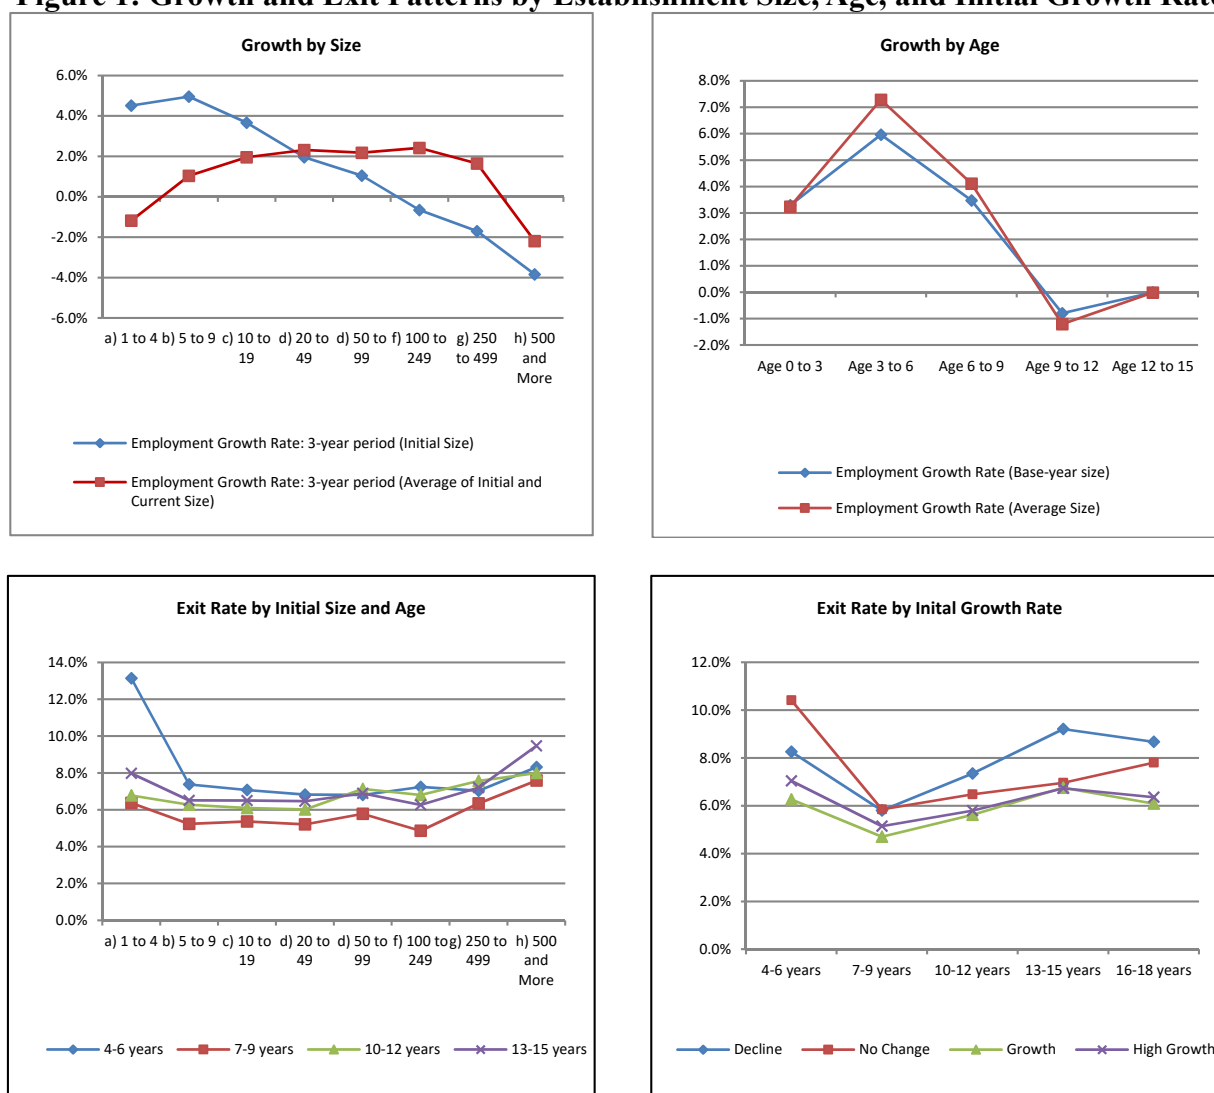 Figure 1: Growth and Exit Patterns by Establishment Size, Age, and Initial Growth Rate
Growth by Size
6.0%
4.0%
2.0%
0.0%
-2.0%
-4.0%
-6.0%
a) 1 to 4 b) 5 to 9 c) 10 to d) 20 to d) 50 to f) 100 to g) 250 h) 500
19 49 99 249 to 499 and
More
Employment Growth Rate: 3-year period (Initial Size)
Employment Growth Rate: 3-year period (Average of Initial and
Current Size)
Growth by Age
8.0%
7.0%
6.0%
5.0%
4.0%
3.0%
2.0%
1.0%
0.0%
-1.0%
-2.0%
Age 0 to 3 Age 3 to 6 Age 6 to 9 Age 9 to 12 Age 12 to 15
Employment Growth Rate (Base-year size)
Employment Growth Rate (Average Size)
Exit Rate by Initial Size and Age
14.0%
12.0%
10.0%
8.0%
6.0%
4.0%
2.0%
0.0%
a) 1 to 4 b) 5 to 9 c) 10 to d) 20 to d) 50 to f) 100 to g) 250 to h) 500
19 49 99 249 499 and
More
4-6 years 7-9 years 10-12 years 13-15 years
Exit Rate by Inital Growth Rate
12.0%
10.0%
8.0%
6.0%
4.0%
2.0%
0.0%
4-6 years 7-9 years 10-12 years 13-15 years 16-18 years
Decline No Change Growth High Growth